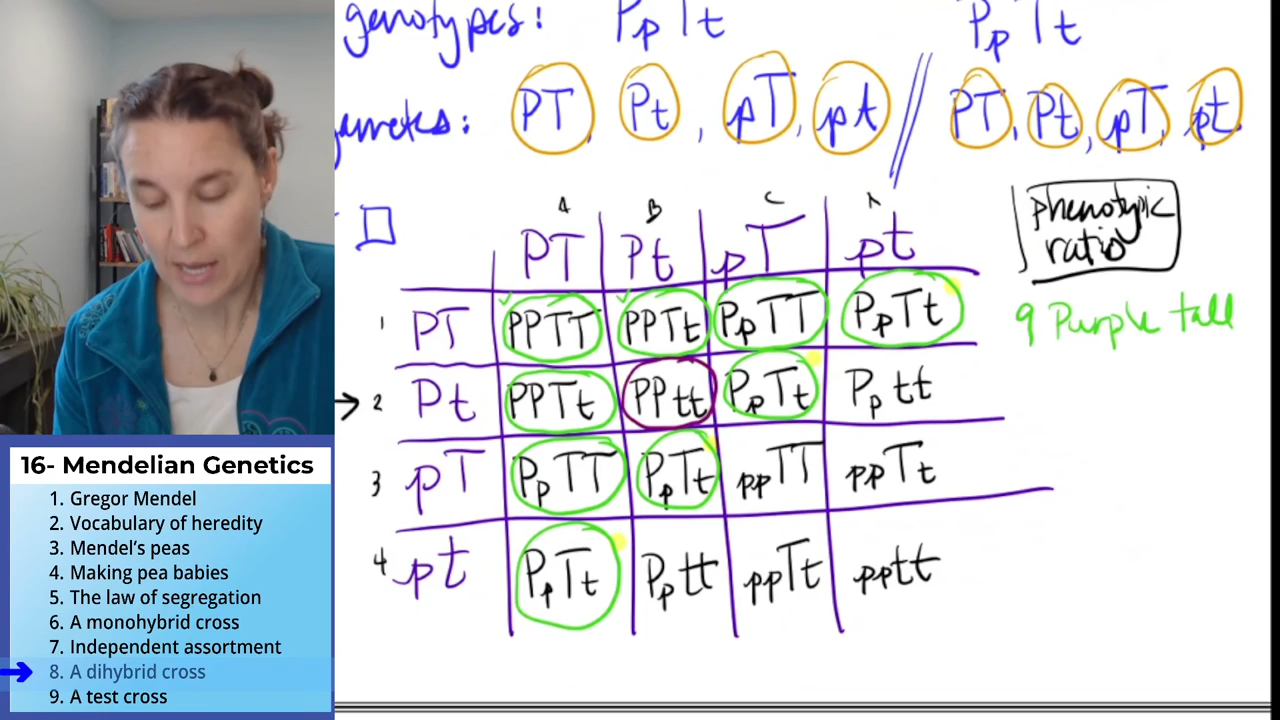 genotypes: PpTt PpTt
gametes: PT, Pt, pT, pt // PT, Pt, pT, pt
A B C
PT Pt pT pt
1 PT PPTT PPTt PpTT PpTt
2 Pt PPTt PPtt PpTt Pptt
3 pT PpTT PpTt ppTT ppTt
4 pt PpTt Pptt ppTt pptt
phenotypic
ratio
9 Purple tall
16- Mendelian Genetics
1. Gregor Mendel
2. Vocabulary of heredity
3. Mendel's peas
4. Making pea babies
5. The law of segregation
6. A monohybrid cross
7. Independent assortment
8. A dihybrid cross
9. A test cross